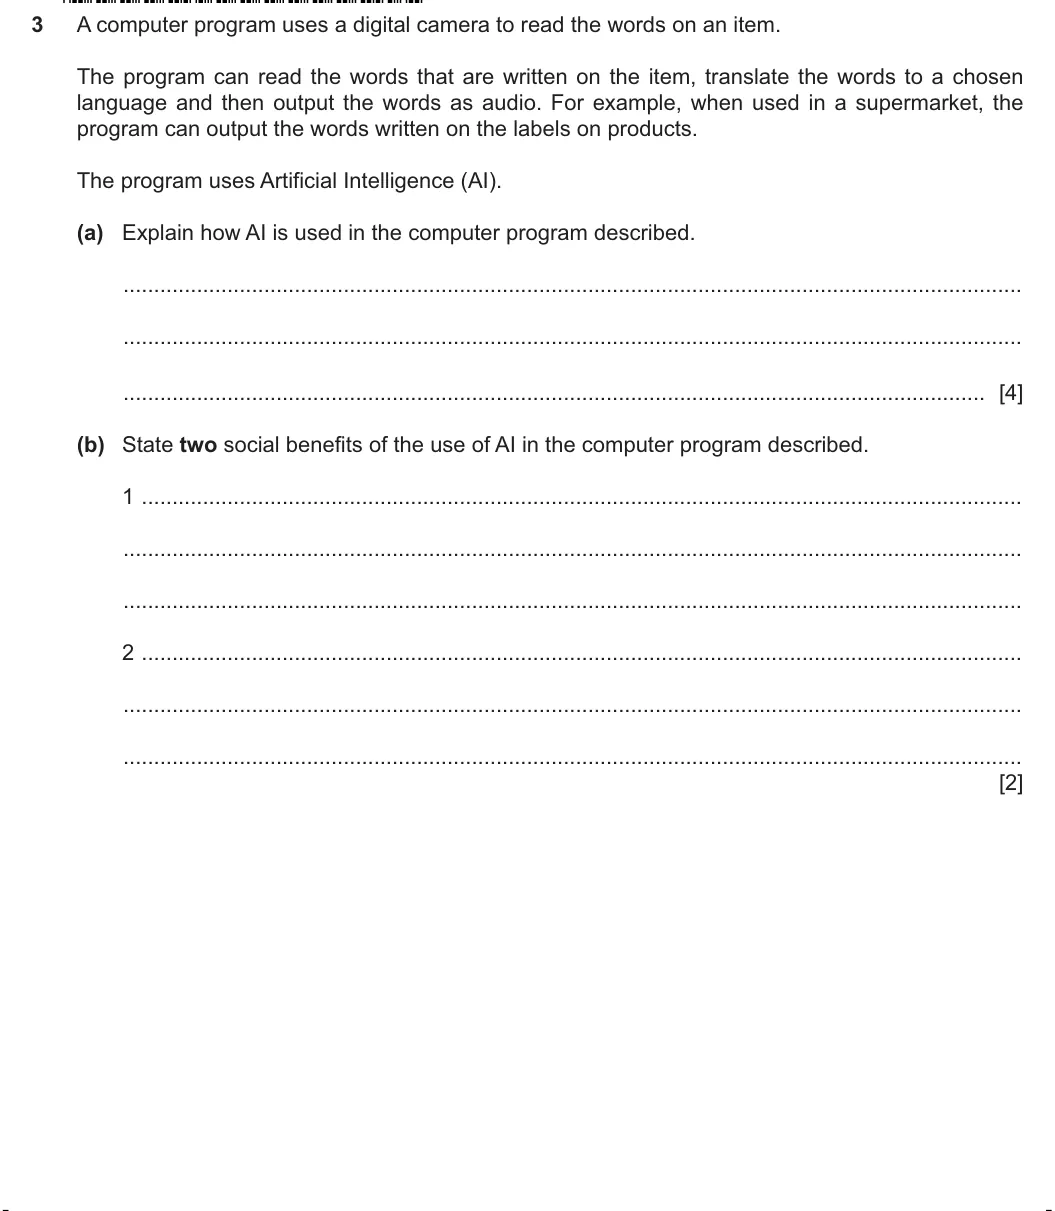 3 A computer program uses a digital camera to read the words on an item.
The program can read the words that are written on the item, translate the words to a chosen
language and then output the words as audio. For example, when used in a supermarket, the
program can output the words written on the labels on products.
The program uses Artificial Intelligence (AI).
(a) Explain how AI is used in the computer program described.
..........
..........
.......... [4]
(b) State two social benefits of the use of AI in the computer program described.
1 ..........
..........
..........
2 ..........
..........
..........
[2]